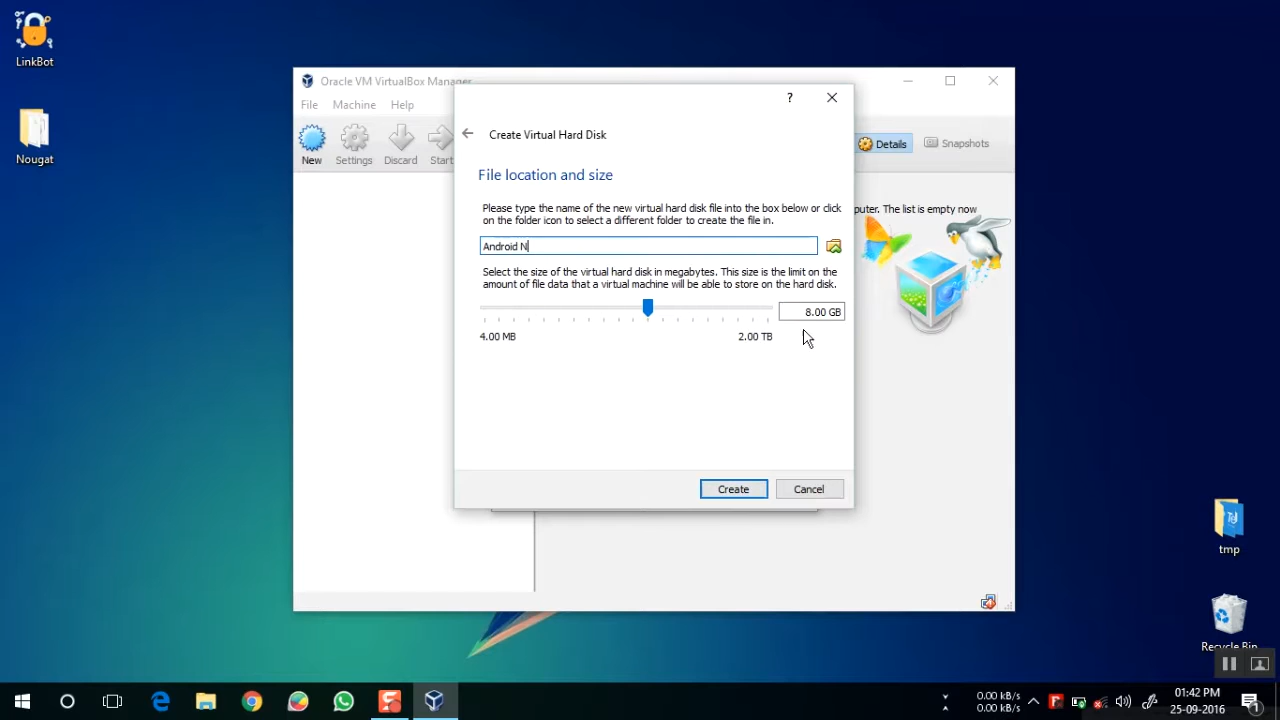 LinkBot
Nougat
Oracle VM VirtualBox Manager
File Machine Help
New Settings Discard Start
Details Snapshots
puter. The list is empty now
?
Create Virtual Hard Disk
File location and size
Please type the name of the new virtual hard disk file into the box below or click
on the folder icon to select a different folder to create the file in.
Android N
Select the size of the virtual hard disk in megabytes. This size is the limit on the
amount of file data that a virtual machine will be able to store on the hard disk.
8.00 GB
4.00 MB 2.00 TB
Create Cancel
tmp
Recycle Bin
0.00 kB/s
0.00 kB/s
01:42 PM
25-09-2016
1